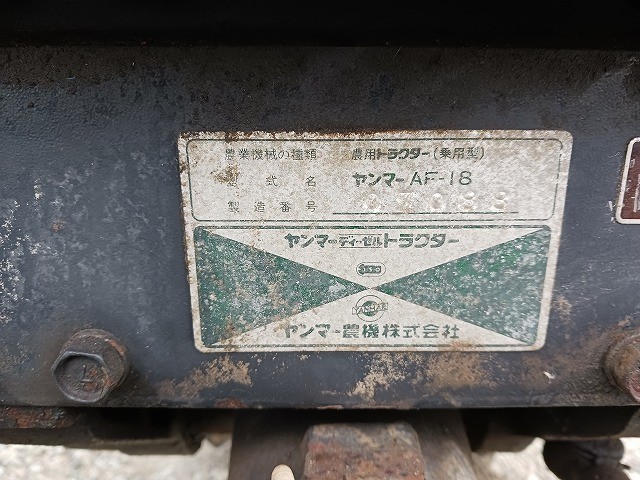 農業機械の種類 農用トラクター(乗用型)
型式名 ヤンマーAF-18
製造番号
ヤンマーディーゼルトラクター
YANMAR
ヤンマー農機株式会社